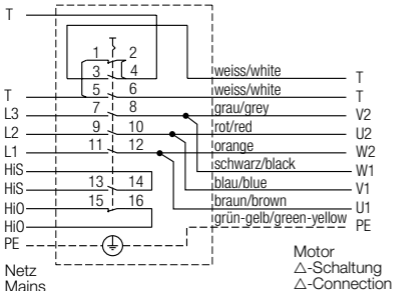 T
1 2
3 4
weiss/white T
T 5 6 weiss/white T
L3 7 8 grau/grey V2
L2 9 10 rot/red U2
L1 11 12 orange W2
HiS schwarz/black W1
HiS 13 14 blau/blue V1
HiO 15 16 braun/brown U1
HiO grün-gelb/green-yellow PE
PE
Netz
Mains
Motor
△-Schaltung
△-Connection